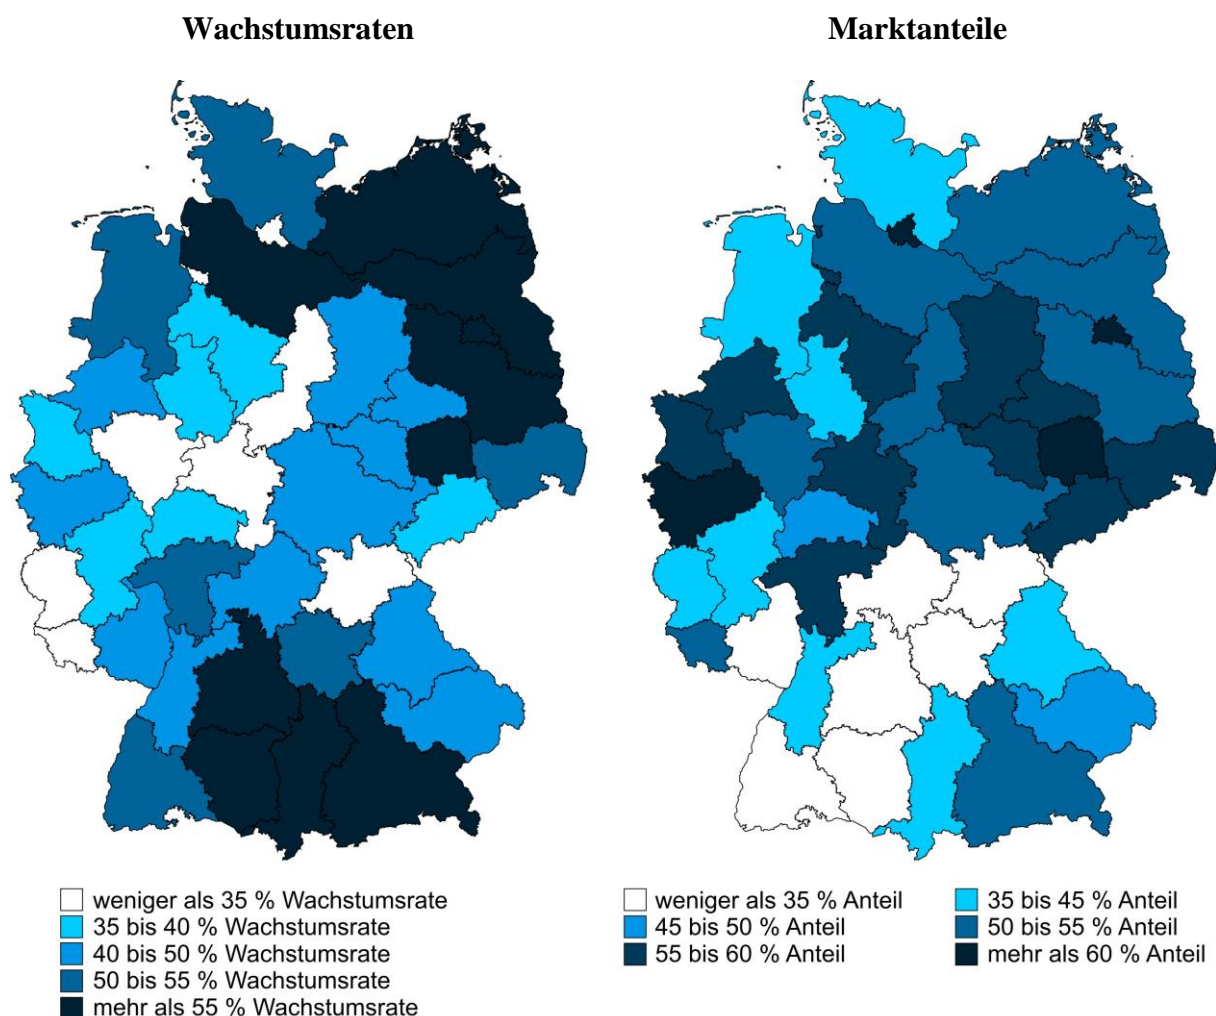 Wachstumsraten
Marktanteile
weniger als 35 % Wachstumsrate
35 bis 40 % Wachstumsrate
40 bis 50 % Wachstumsrate
50 bis 55 % Wachstumsrate
mehr als 55 % Wachstumsrate
weniger als 35 % Anteil
35 bis 45 % Anteil
45 bis 50 % Anteil
50 bis 55 % Anteil
55 bis 60 % Anteil
mehr als 60 % Anteil